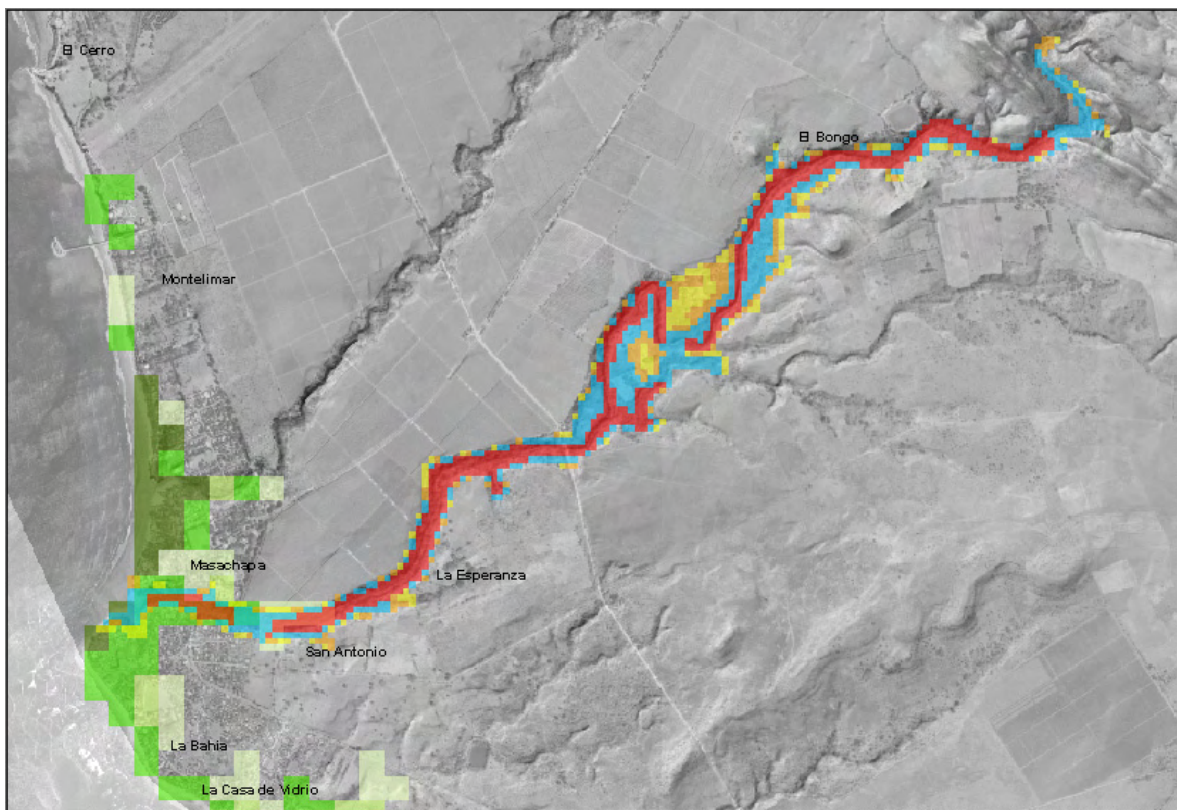 El Cerro
El Bongo
Montelimar
Masachapa
La Esperanza
San Antonio
La Bahia
La Casa de Vidrio